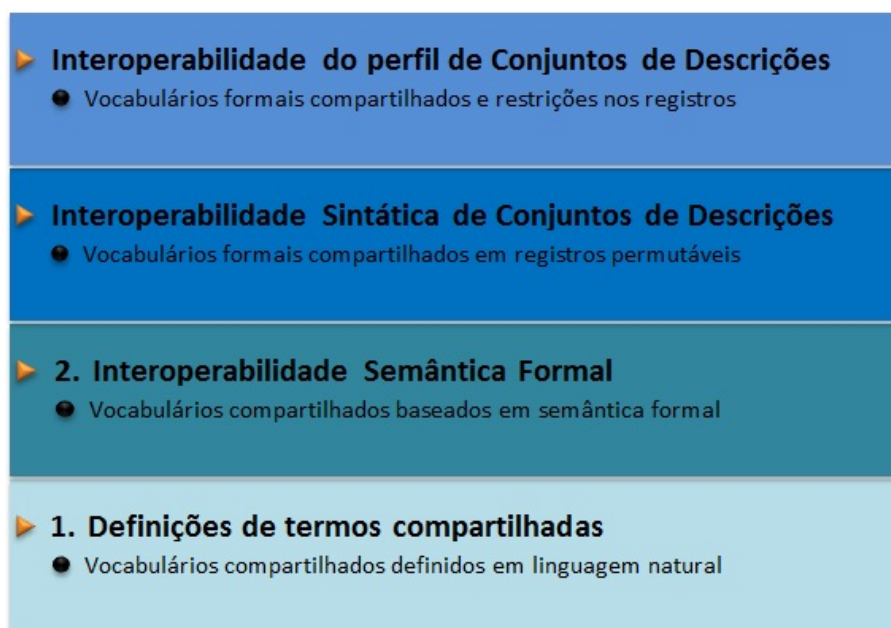 Interoperabilidade do perfil de Conjuntos de Descrições
Vocabulários formais compartilhados e restrições nos registros
Interoperabilidade Sintática de Conjuntos de Descrições
Vocabulários formais compartilhados em registros permutáveis
2. Interoperabilidade Semântica Formal
Vocabulários compartilhados baseados em semântica formal
1. Definições de termos compartilhadas
Vocabulários compartilhados definidos em linguagem natural